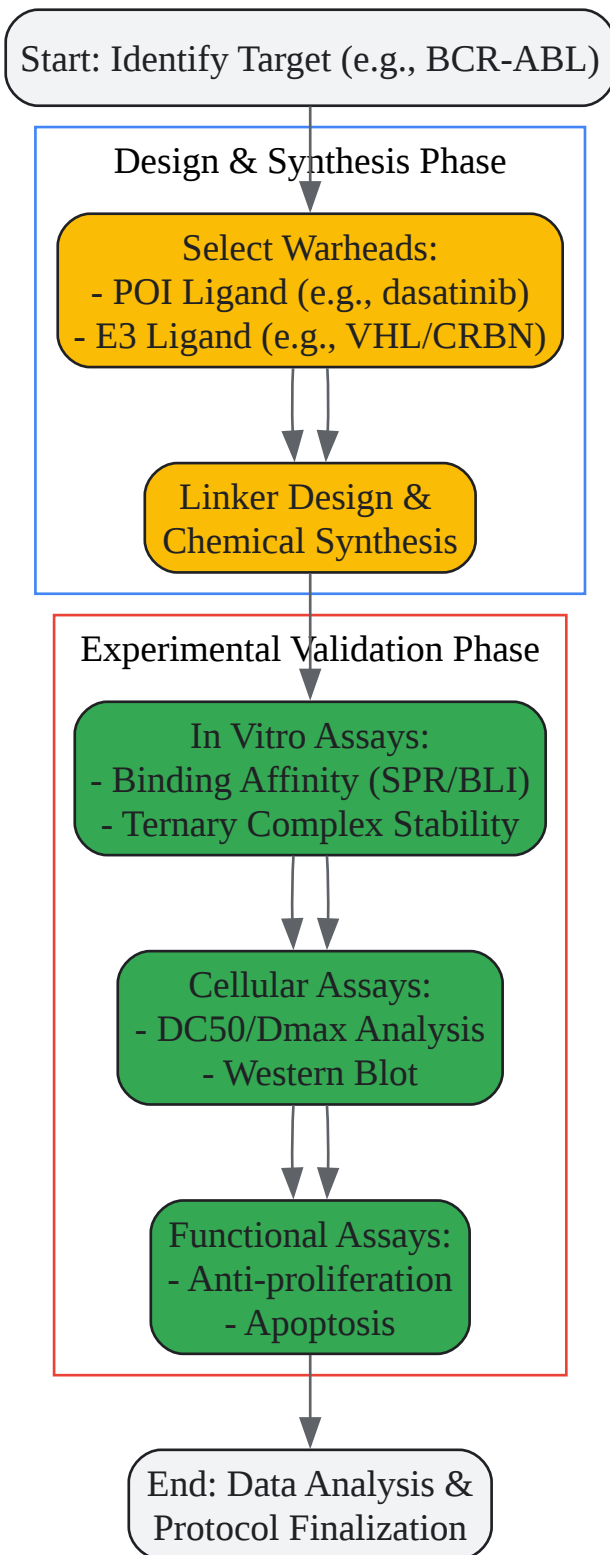 Start: Identify Target (e.g., BCR-ABL)
Design & Synthesis Phase
Select Warheads:
- POI Ligand (e.g., dasatinib)
- E3 Ligand (e.g., VHL/CRBN)
Linker Design &
Chemical Synthesis
Experimental Validation Phase
In Vitro Assays:
- Binding Affinity (SPR/BLI)
- Ternary Complex Stability
Cellular Assays:
- DC50/Dmax Analysis
- Western Blot
Functional Assays:
- Anti-proliferation
- Apoptosis
End: Data Analysis &
Protocol Finalization